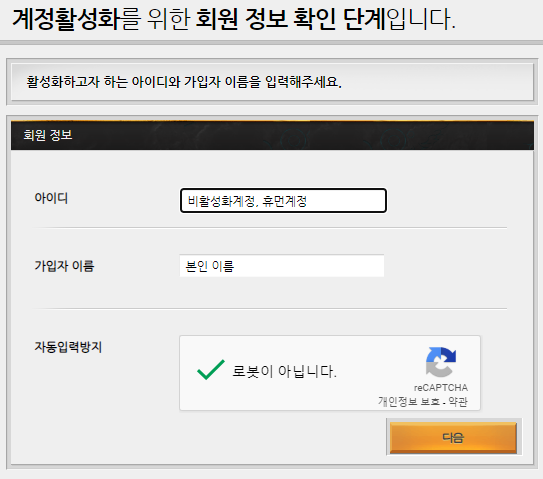 계정활성화를 위한 회원 정보 확인 단계입니다.
활성화하고자 하는 아이디와 가입자 이름을 입력해주세요.
회원 정보
아이디
비활성화계정, 휴먼계정
가입자 이름
본인 이름
자동입력방지
로봇이 아닙니다.
reCAPTCHA
개인정보 보호 - 약관
다음